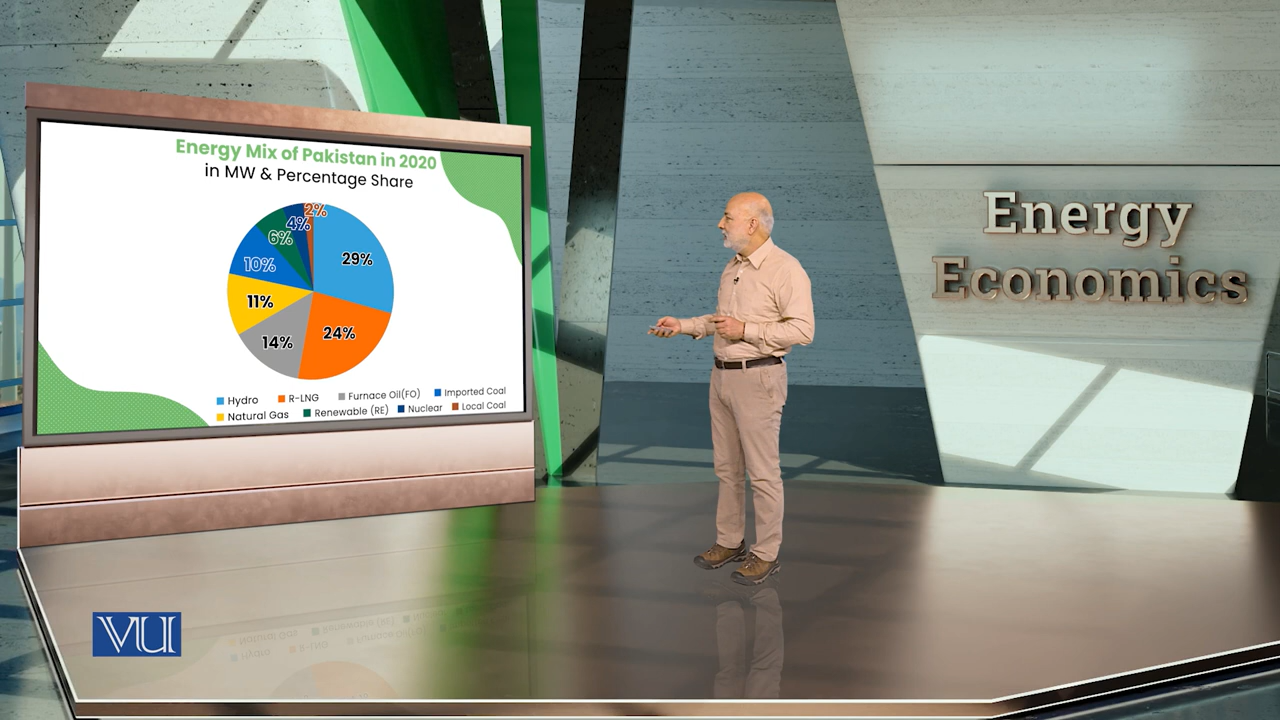 Energy Mix of Pakistan in 2020
in MW & Percentage Share
2%
4%
6%
29%
10%
11%
24%
14%
Hydro R-LNG Furnace Oil(FO) Imported Coal
Natural Gas Renewable (RE) Nuclear Local Coal
Energy
Economics
VU